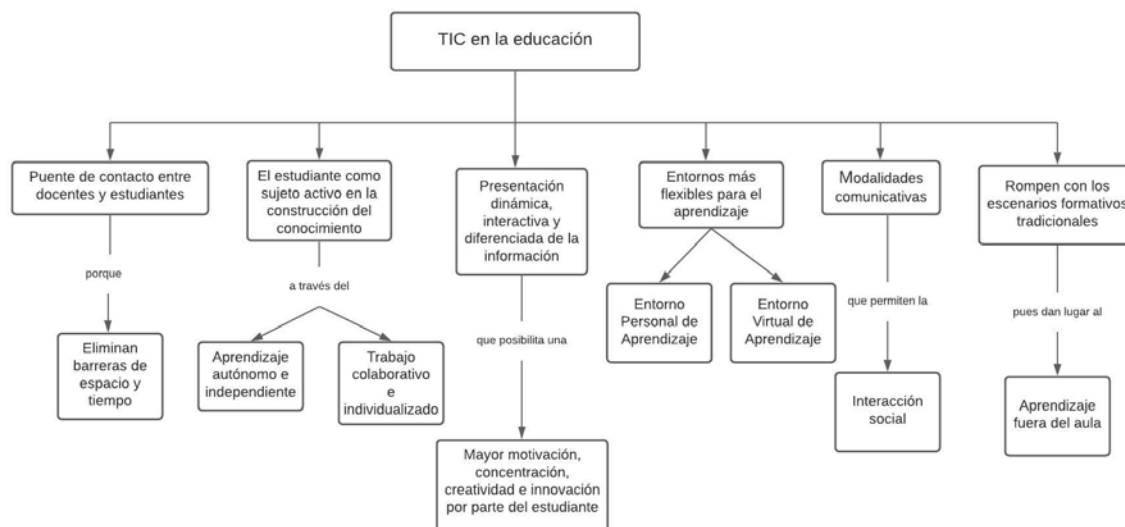 TIC en la educación
Puente de contacto entre
docentes y estudiantes
porque
Eliminan
barreras de
espacio y
tiempo
El estudiante como
sujeto activo en la
construcción del
conocimiento
a través del
Aprendizaje
autónomo e
independiente
Trabajo
colaborativo
e
individualizado
Presentación
dinámica,
interactiva y
diferenciada de la
información
que posibilita una
Mayor motivación,
concentración,
creatividad e innovación
por parte del estudiante
Entornos más
flexibles para el
aprendizaje
Entorno
Personal de
Aprendizaje
Entorno
Virtual de
Aprendizaje
Modalidades
comunicativas
que permiten la
Interacción
social
Rompen con los
escenarios formativos
tradicionales
pues dan lugar al
Aprendizaje
fuera del aula